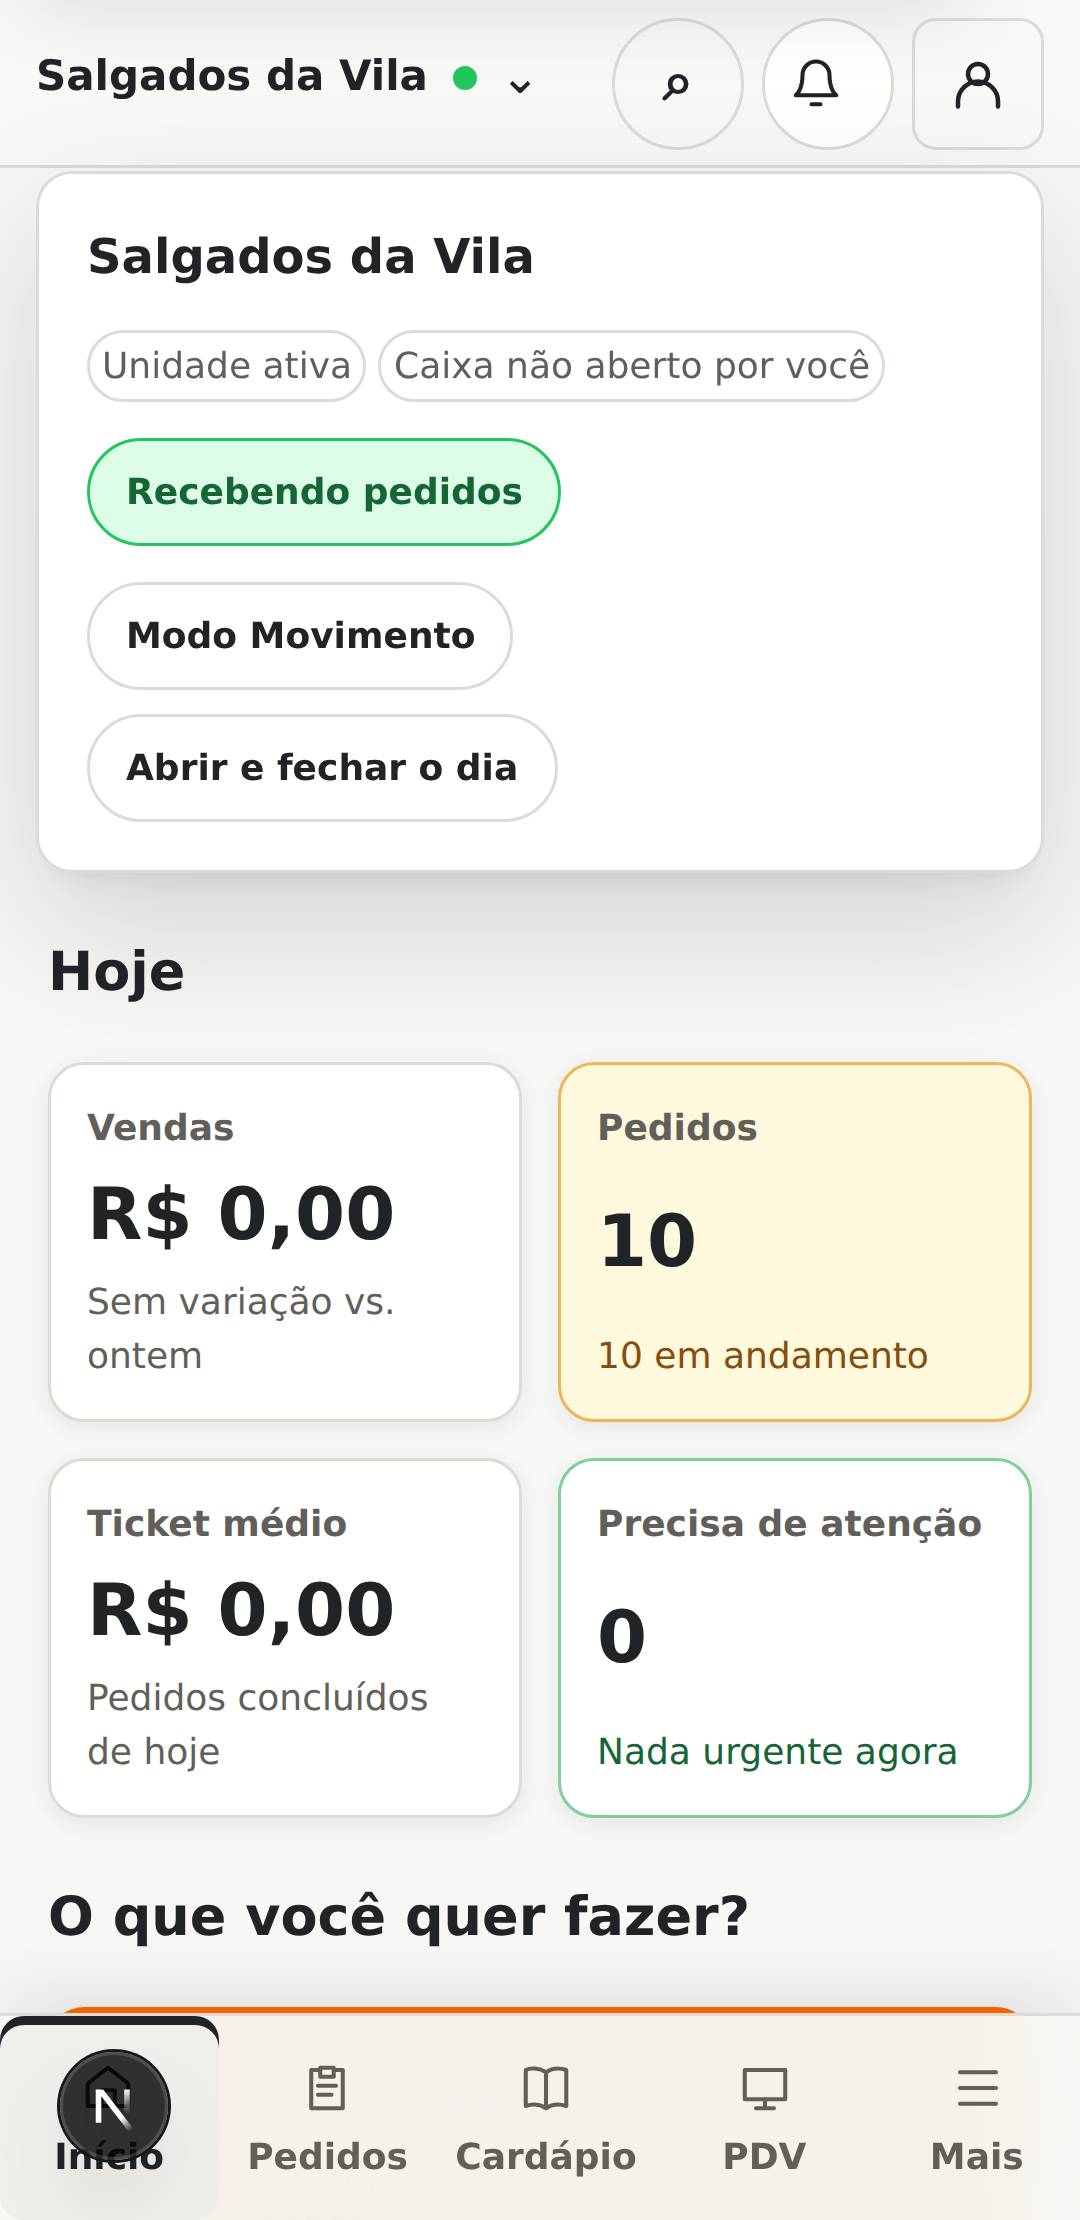 Salgados da Vila
Salgados da Vila
Unidade ativa
Caixa não aberto por você
Recebendo pedidos
Modo Movimento
Abrir e fechar o dia
Hoje
Vendas
R$ 0,00
Sem variação vs.
ontem
Pedidos
10
10 em andamento
Ticket médio
R$ 0,00
Pedidos concluídos
de hoje
Precisa de atenção
0
Nada urgente agora
O que você quer fazer?
N
Início
Pedidos
Cardápio
PDV
Mais